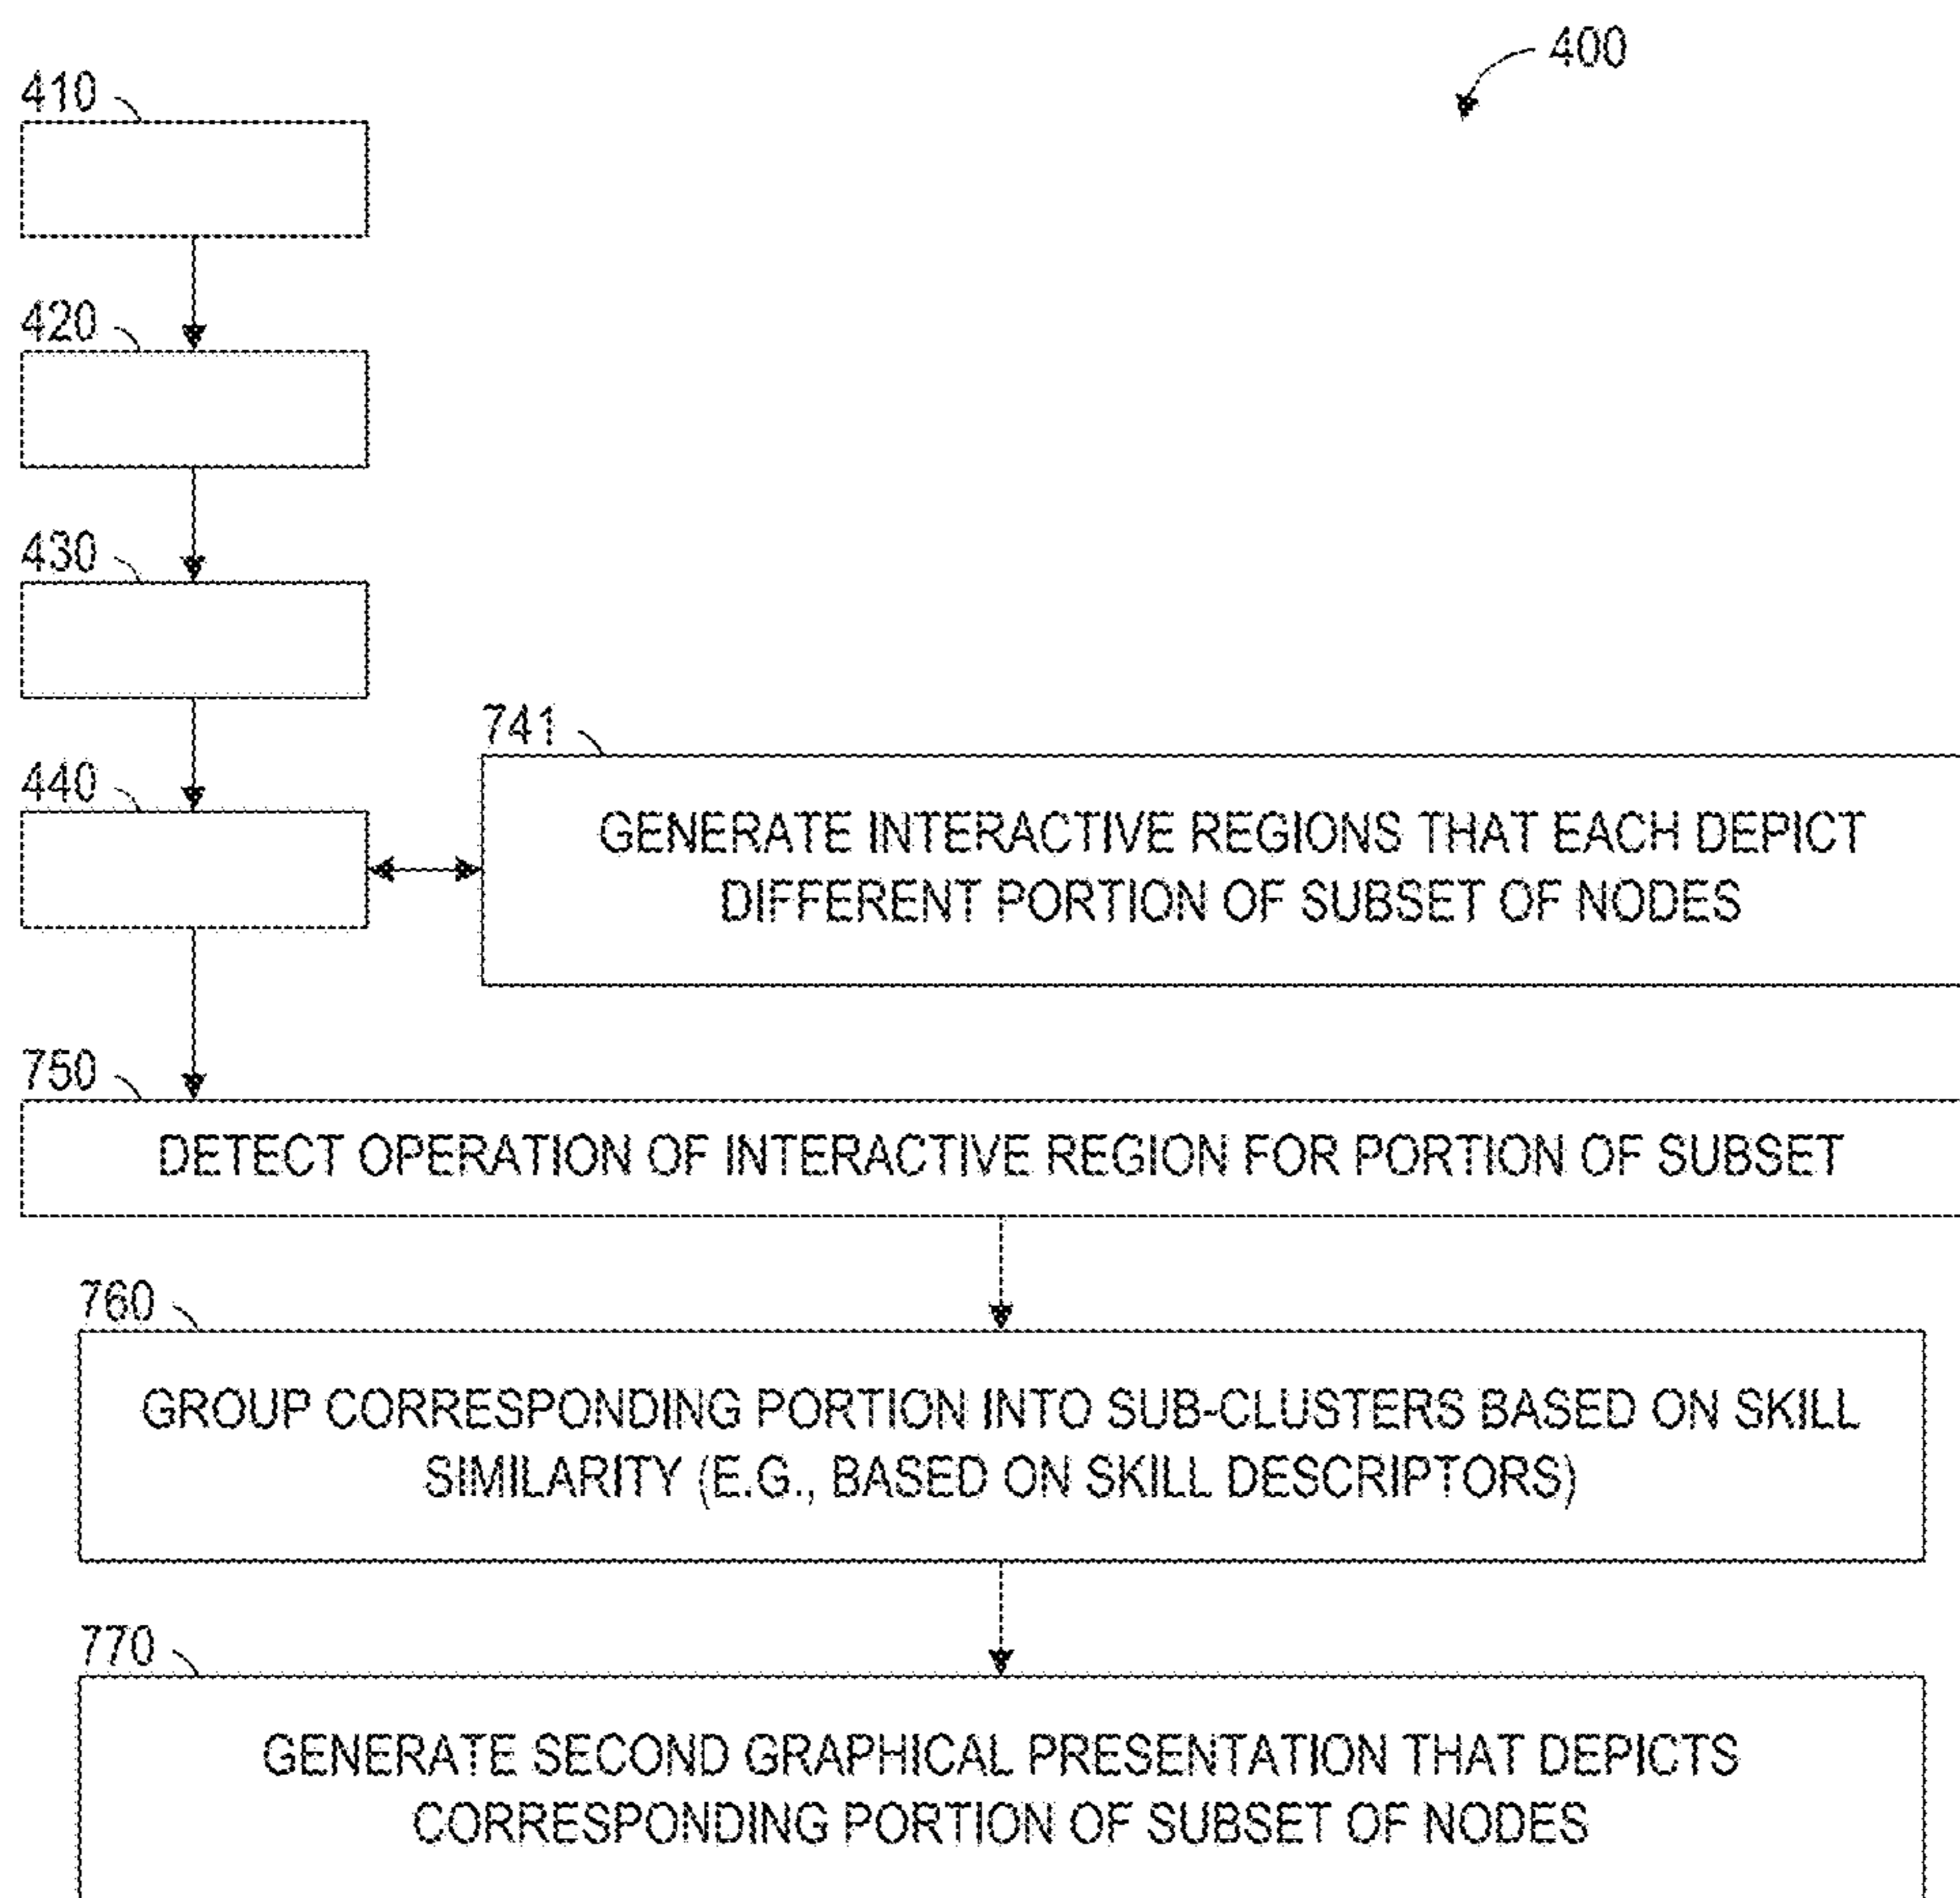 400
410
420
430
741
440
GENERATE INTERACTIVE REGIONS THAT EACH DEPICT
DIFFERENT PORTION OF SUBSET OF NODES
750
DETECT OPERATION OF INTERACTIVE REGION FOR PORTION OF SUBSET
760
GROUP CORRESPONDING PORTION INTO SUB-CLUSTERS BASED ON SKILL
SIMILARITY (E.G., BASED ON SKILL DESCRIPTORS)
770
GENERATE SECOND GRAPHICAL PRESENTATION THAT DEPICTS
CORRESPONDING PORTION OF SUBSET OF NODES